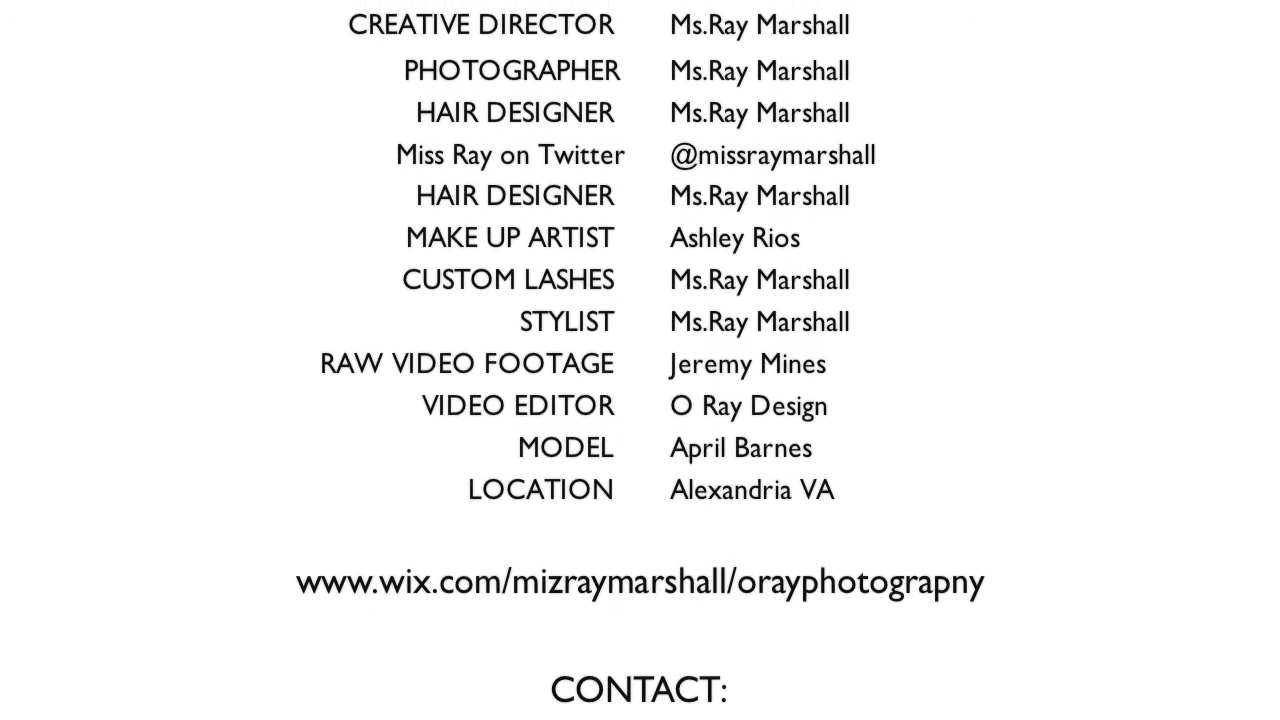 CREATIVE DIRECTOR Ms.Ray Marshall
PHOTOGRAPHER Ms.Ray Marshall
HAIR DESIGNER Ms.Ray Marshall
Miss Ray on Twitter @missraymarshall
HAIR DESIGNER Ms.Ray Marshall
MAKE UP ARTIST Ashley Rios
CUSTOM LASHES Ms.Ray Marshall
STYLIST Ms.Ray Marshall
RAW VIDEO FOOTAGE Jeremy Mines
VIDEO EDITOR O Ray Design
MODEL April Barnes
LOCATION Alexandria VA
www.wix.com/mizraymarshall/orayphotograpny
CONTACT: